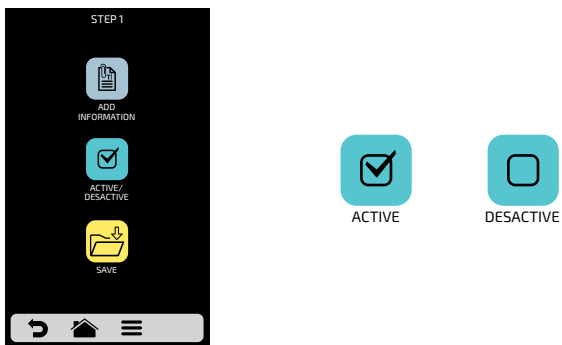 STEP 1
ADD
INFORMATION
ACTIVE/
DESACTIVE
SAVE
ACTIVE
DESACTIVE